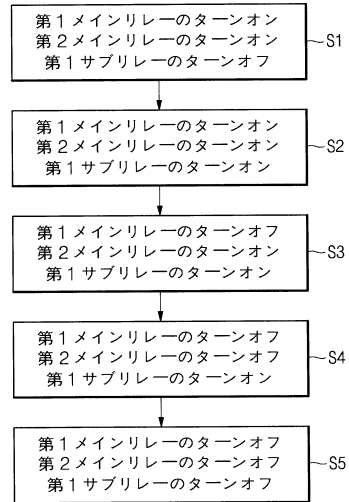 第1メインリレーのターンオン
第2メインリレーのターンオン
第1サブリレーのターンオフ
S1
第1メインリレーのターンオン
第2メインリレーのターンオン
第1サブリレーのターンオン
S2
第1メインリレーのターンオフ
第2メインリレーのターンオン
第1サブリレーのターンオン
S3
第1メインリレーのターンオフ
第2メインリレーのターンオフ
第1サブリレーのターンオン
S4
第1メインリレーのターンオフ
第2メインリレーのターンオフ
第1サブリレーのターンオフ
S5